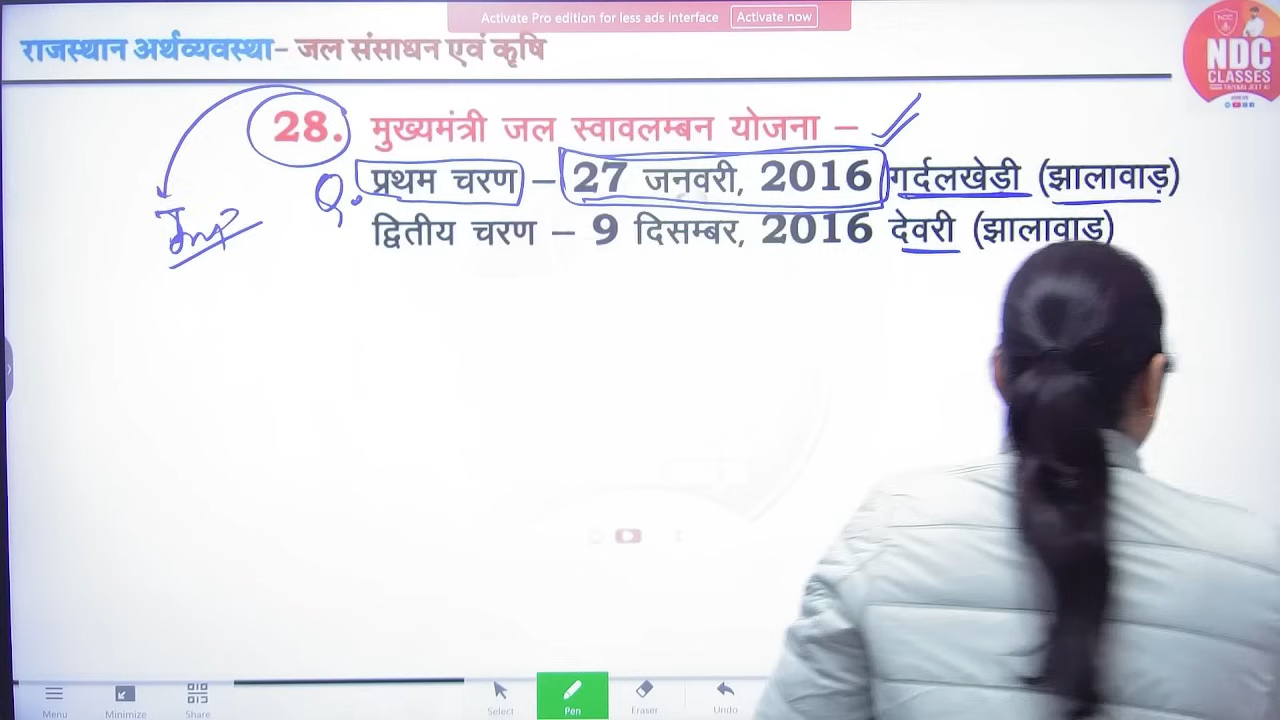 Activate Pro edition for less ads interface Activate now
राजस्थान अर्थव्यवस्था- जल संसाधन एवं कृषि
NDC
CLASSES
28. मुख्यमंत्री जल स्वावलम्बन योजना –
Q. प्रथम चरण – 27 जनवरी, 2016 गर्दलखेडी (झालावाड़)
Imp
द्वितीय चरण – 9 दिसम्बर, 2016 देवरी (झालावाड)
Menu Minimize Share Select Pen Eraser Undo